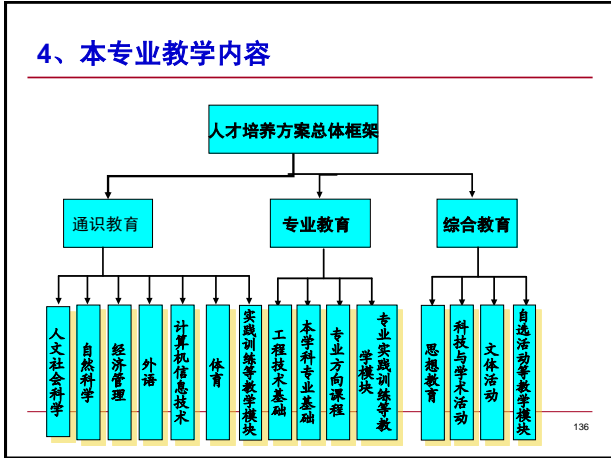 4、本专业教学内容
人才培养方案总体框架
通识教育
专业教育
综合教育
人文社会科学
自然科学
经济管理
外语
计算机信息技术
体育
实践训练等教学模块
工程技术基础
本学科专业基础
专业方向课程
专业实践训练等教
学模块
思想教育
科技与学术活动
文体活动
自选活动等教学模块
136